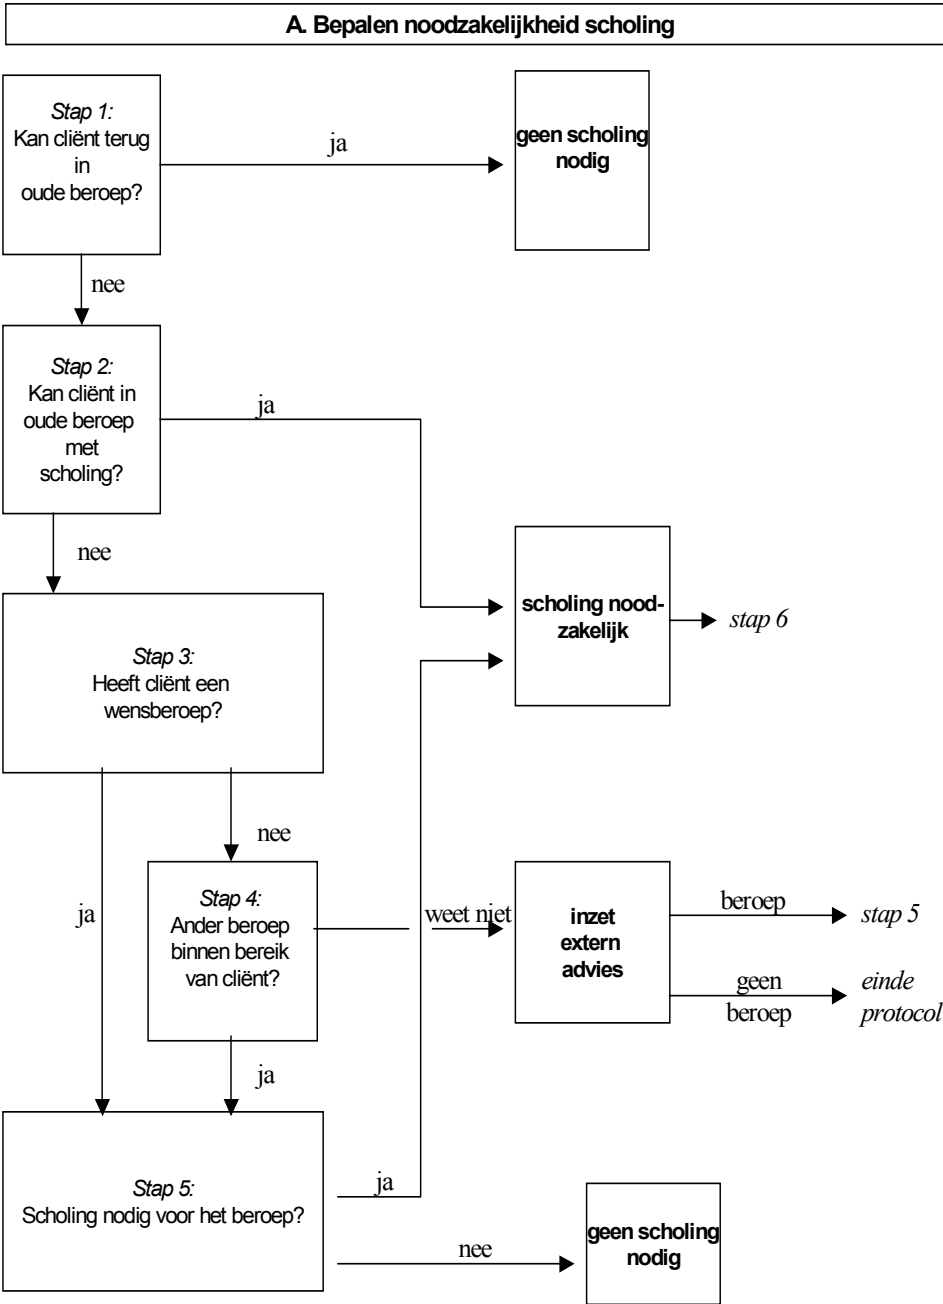 A. Bepalen noodzakelijkheid scholing
Stap 1:
Kan cliënt terug
in
oude beroep?
ja
geen scholing
nodig
nee
Stap 2:
Kan cliënt in
oude beroep
met
scholing?
ja
nee
scholing nood-
zakelijk
stap 6
Stap 3:
Heeft cliënt een
wensberoep?
nee
ja
Stap 4:
Ander beroep
binnen bereik
van cliënt?
weet niet
inzet
extern
advies
beroep
stap 5
geen
beroep
einde
protocol
ja
Stap 5:
Scholing nodig voor het beroep?
ja
nee
geen scholing
nodig